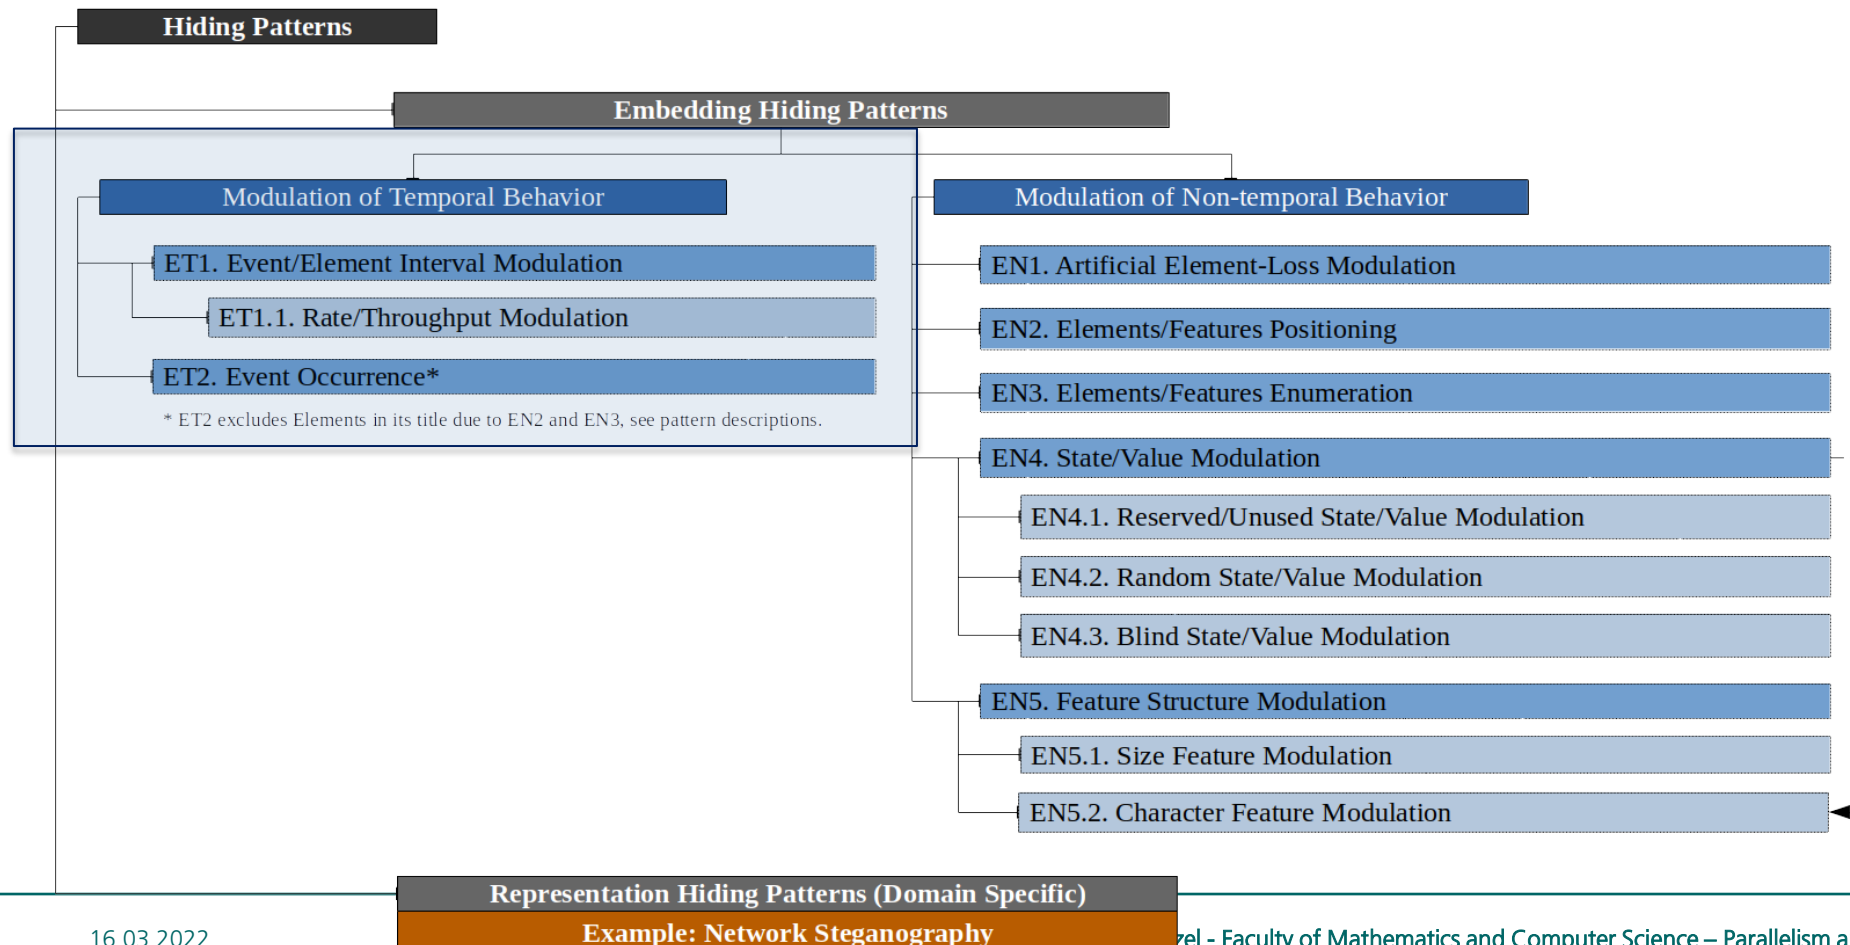 Hiding Patterns
Embedding Hiding Patterns
Modulation of Temporal Behavior
ET1. Event/Element Interval Modulation
ET1.1. Rate/Throughput Modulation
ET2. Event Occurrence*
* ET2 excludes Elements in its title due to EN2 and EN3, see pattern descriptions.
Modulation of Non-temporal Behavior
EN1. Artificial Element-Loss Modulation
EN2. Elements/Features Positioning
EN3. Elements/Features Enumeration
EN4. State/Value Modulation
EN4.1. Reserved/Unused State/Value Modulation
EN4.2. Random State/Value Modulation
EN4.3. Blind State/Value Modulation
EN5. Feature Structure Modulation
EN5.1. Size Feature Modulation
EN5.2. Character Feature Modulation
Representation Hiding Patterns (Domain Specific)
Example: Network Steganography
16.03.2022
- Faculty of Mathematics and Computer Science – Parallelism